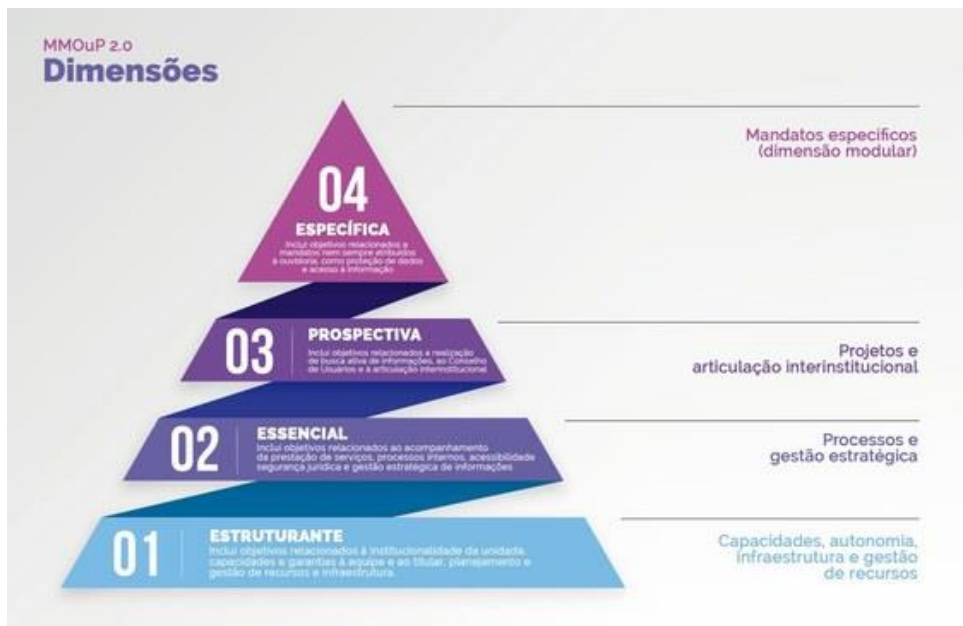 MMOuP 2.0
Dimensões
04
ESPECÍFICA
Inclui objetivos relacionados a
mandatos nem sempre atribuídos
à ouvidoria, como proteção de dados
e acesso à informação
Mandatos específicos
(dimensão modular)
03
PROSPECTIVA
Inclui objetivos relacionados a realização
de busca ativa de informações, ao Conselho
de Usuários e à articulação interinstitucional
Projetos e
articulação interinstitucional
02
ESSENCIAL
Inclui objetivos relacionados ao acompanhamento
da prestação de serviços, processos internos, acessibilidade
segurança jurídica e gestão estratégica de informações
Processos e
gestão estratégica
01
ESTRUTURANTE
Inclui objetivos relacionados à institucionalidade da unidade,
capacidades e garantias à equipe e ao titular, planejamento e
gestão de recursos e infraestrutura.
Capacidades, autonomia,
infraestrutura e gestão
de recursos